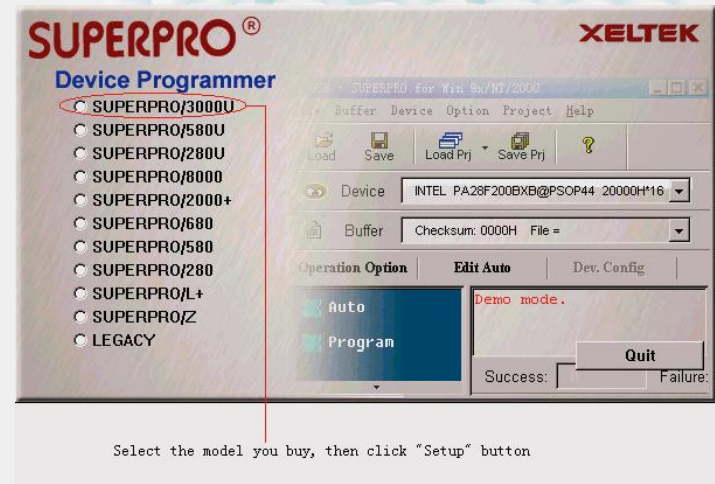 SUPERPRO®
XELTEK
Device Programmer
SUPERPRO/3000U
SUPERPRO/580U
SUPERPRO/280U
SUPERPRO/8000
SUPERPRO/2000+
SUPERPRO/680
SUPERPRO/580
SUPERPRO/280
SUPERPRO/L+
SUPERPRO/Z
LEGACY
SUPERPRO for Win 9x/NT/2000
Buffer Device Option Project Help
Load Save Load Prj Save Prj
Device INTEL PA28F200BXB@PSOP44 20000H*16
Buffer Checksum: 0000H File =
Operation Option Edit Auto Dev. Config
Auto
Program
Demo mode.
Quit
Success: Failure:
Select the model you buy, then click "Setup" button